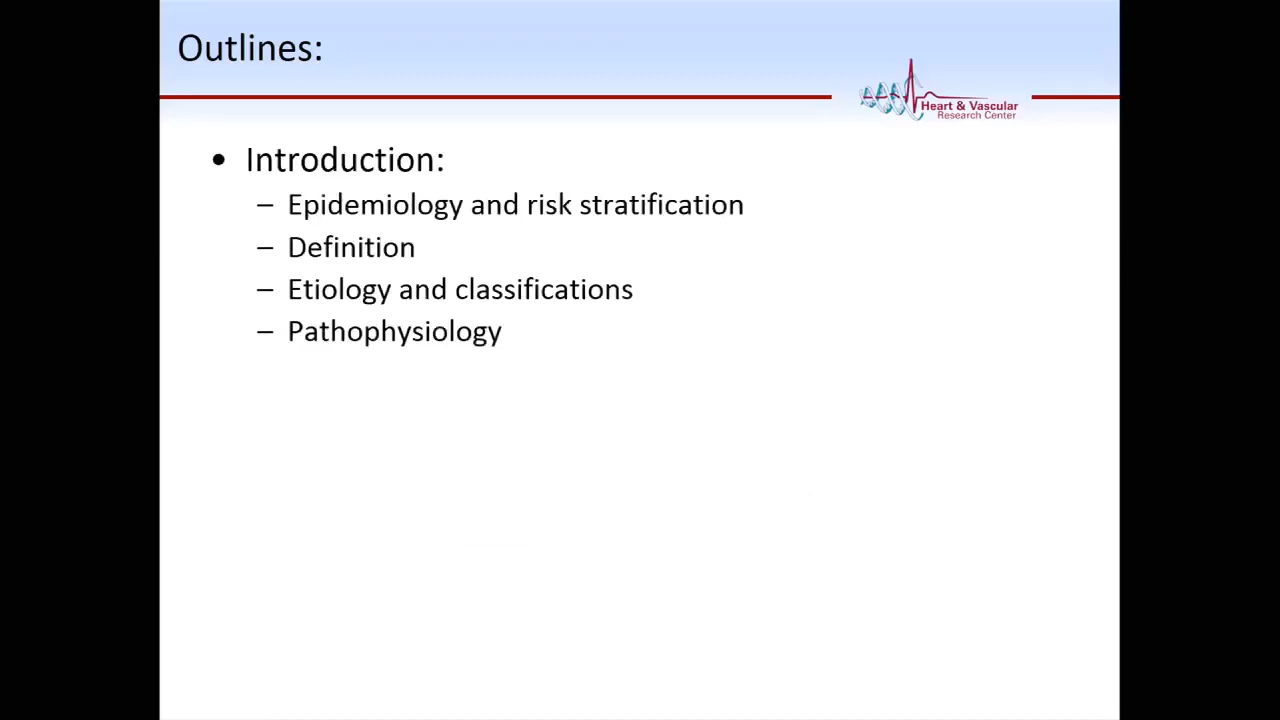 Outlines:
Heart & Vascular
Research Center
• Introduction:
– Epidemiology and risk stratification
– Definition
– Etiology and classifications
– Pathophysiology